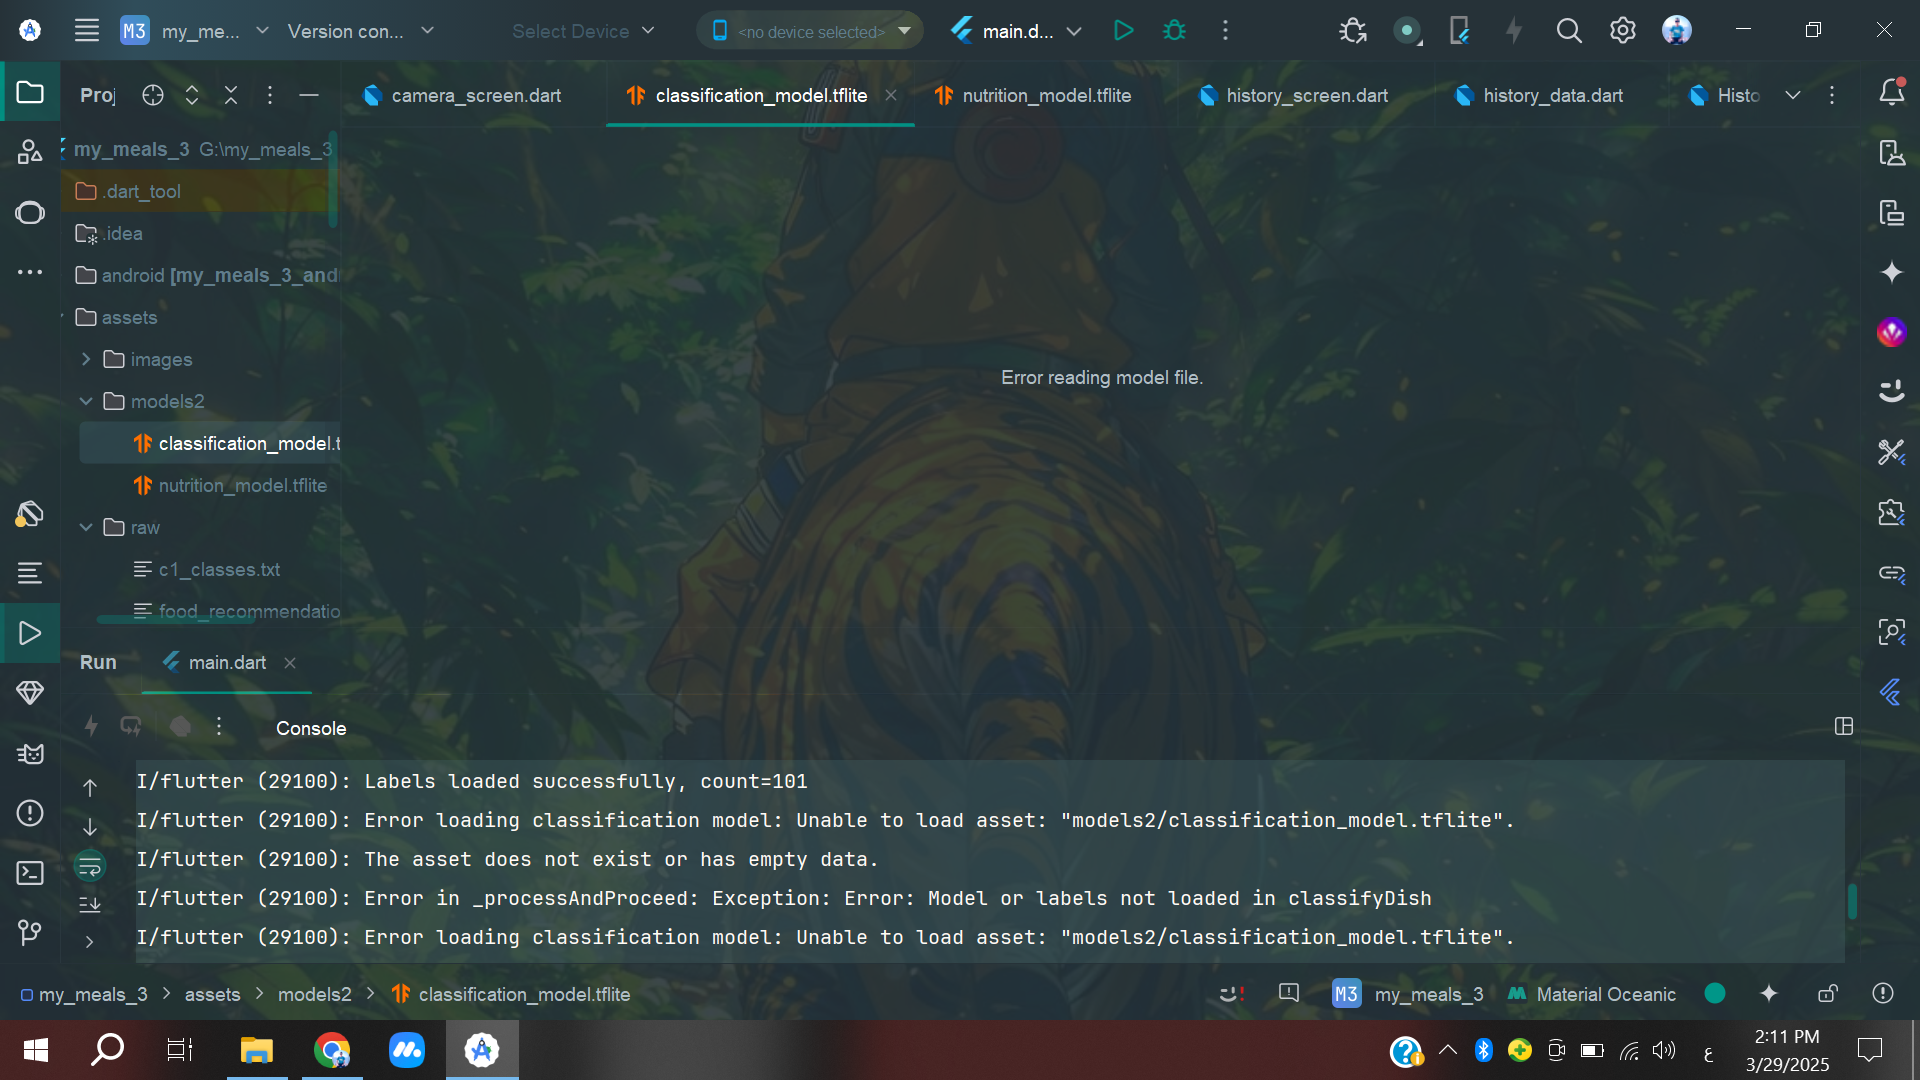 M3 my_me... Version con... Select Device <no device selected> main.d...
Proj camera_screen.dart classification_model.tflite nutrition_model.tflite history_screen.dart history_data.dart Histo
my_meals_3 G:\my_meals_3
.dart_tool
.idea
android [my_meals_3_and
assets
images
models2
classification_model.t
nutrition_model.tflite
raw
c1_classes.txt
food_recommendatio
Error reading model file.
Run main.dart
Console
I/flutter (29100): Labels loaded successfully, count=101
I/flutter (29100): Error loading classification model: Unable to load asset: "models2/classification_model.tflite".
I/flutter (29100): The asset does not exist or has empty data.
I/flutter (29100): Error in _processAndProceed: Exception: Error: Model or labels not loaded in classifyDish
I/flutter (29100): Error loading classification model: Unable to load asset: "models2/classification_model.tflite".
my_meals_3 > assets > models2 > classification_model.tflite M3 my_meals_3 Material Oceanic
ع 2:11 PM
3/29/2025